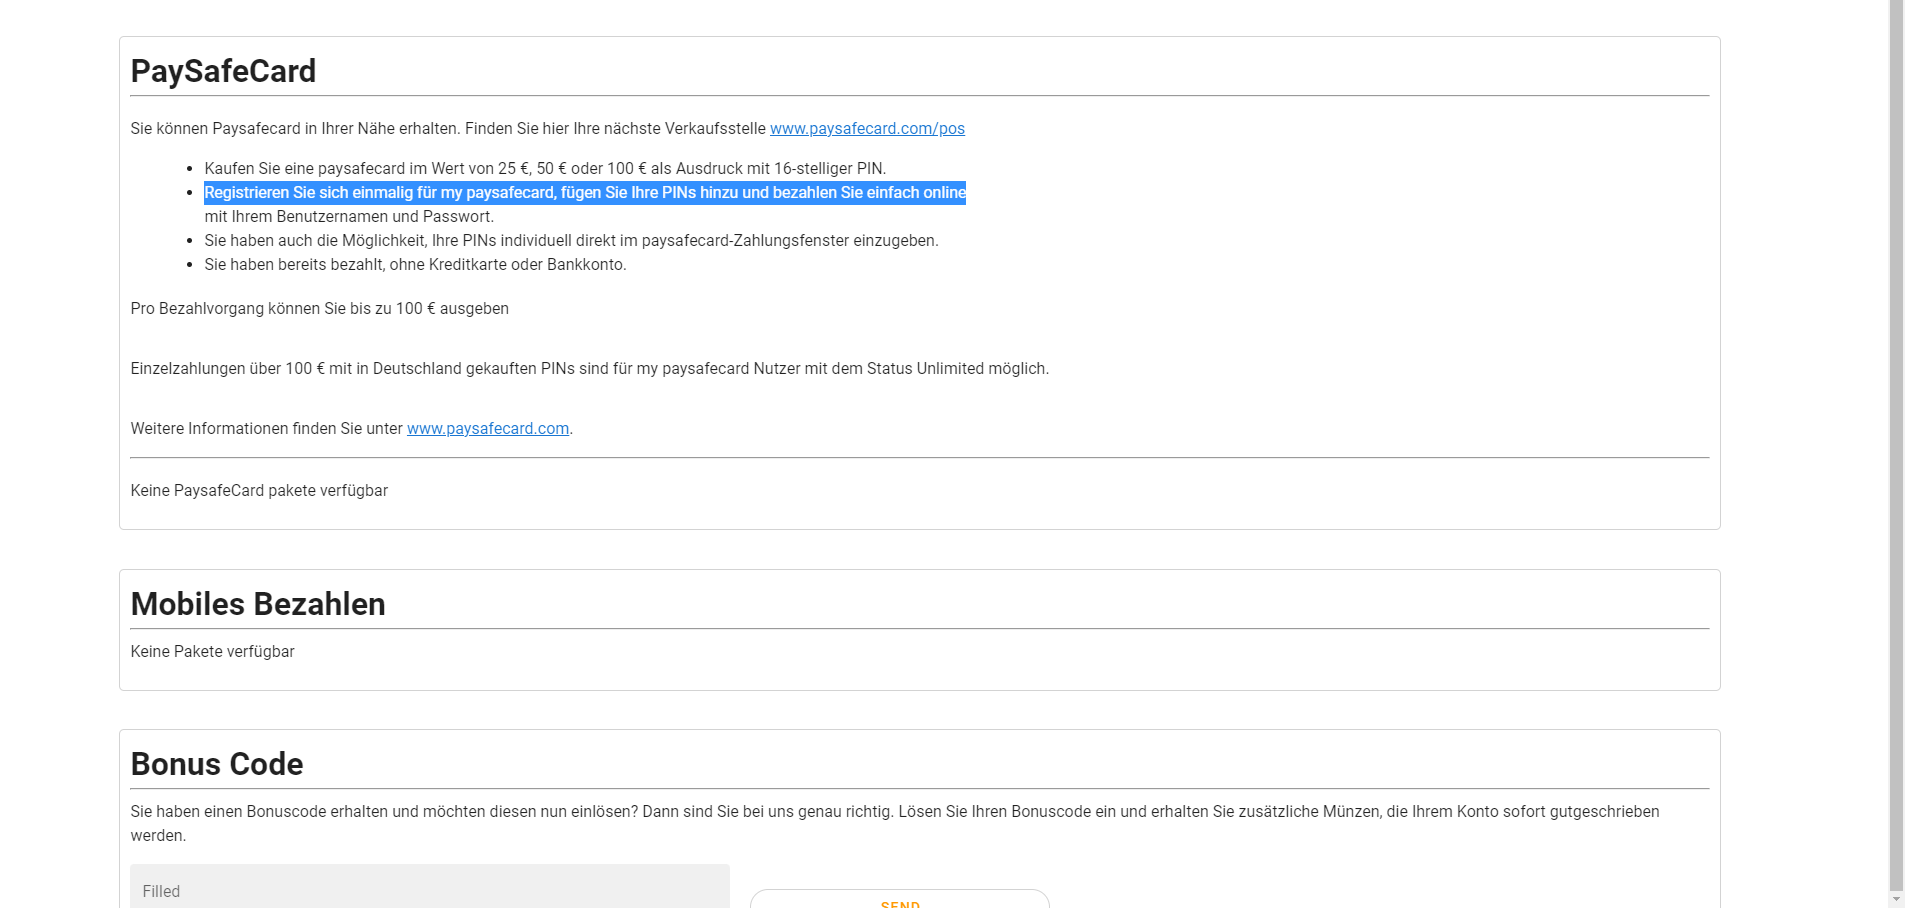 PaySafeCard
Sie können Paysafecard in Ihrer Nähe erhalten. Finden Sie hier Ihre nächste Verkaufsstelle www.paysafecard.com/pos
Kaufen Sie eine paysafecard im Wert von 25 €, 50 € oder 100 € als Ausdruck mit 16-stelliger PIN.
Registrieren Sie sich einmalig für my paysafecard, fügen Sie Ihre PINs hinzu und bezahlen Sie einfach online
mit Ihrem Benutzernamen und Passwort.
Sie haben auch die Möglichkeit, Ihre PINs individuell direkt im paysafecard-Zahlungsfenster einzugeben.
Sie haben bereits bezahlt, ohne Kreditkarte oder Bankkonto.
Pro Bezahlvorgang können Sie bis zu 100 € ausgeben
Einzelzahlungen über 100 € mit in Deutschland gekauften PINs sind für my paysafecard Nutzer mit dem Status Unlimited möglich.
Weitere Informationen finden Sie unter www.paysafecard.com.
Keine PaysafeCard pakete verfügbar
Mobiles Bezahlen
Keine Pakete verfügbar
Bonus Code
Sie haben einen Bonuscode erhalten und möchten diesen nun einlösen? Dann sind Sie bei uns genau richtig. Lösen Sie Ihren Bonuscode ein und erhalten Sie zusätzliche Münzen, die Ihrem Konto sofort gutgeschrieben
werden.
Filled
SEND